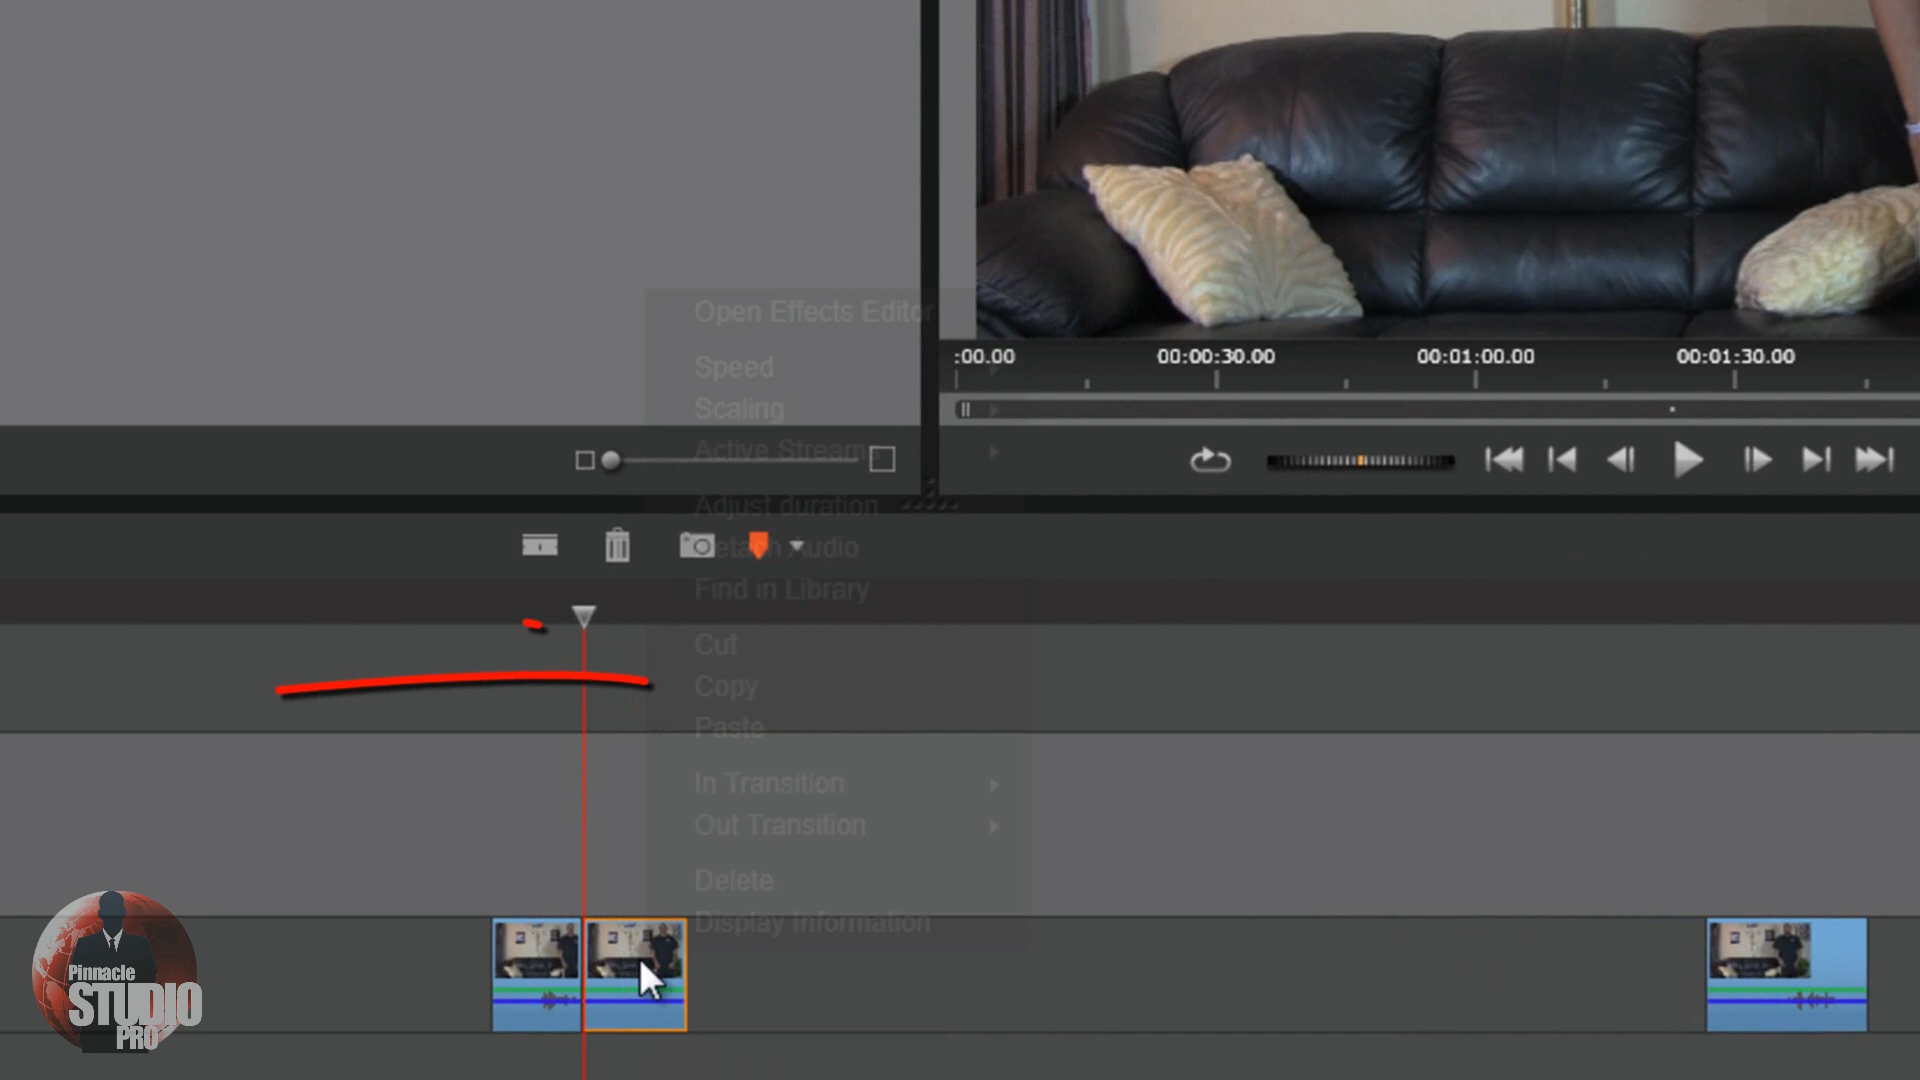 Open Effects Editor
:00.00
00:00:30.00
00:01:00.00
00:01:30.00
Speed
Scaling
Active Streams
Adjust duration
Detach Audio
Find in Library
Cut
Copy
Paste
In Transition
Out Transition
Delete
Display Information
Pinnacle
STUDIO
PRO